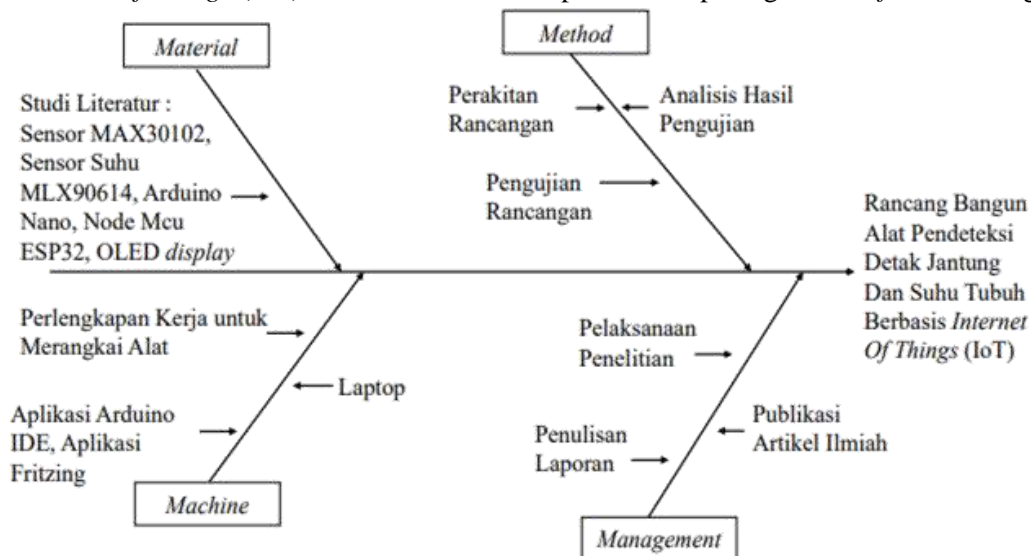 Material
Method
Studi Literatur :
Sensor MAX30102,
Sensor Suhu
MLX90614, Arduino
Nano, Node Mcu
ESP32, OLED display
Perakitan
Rancangan
Analisis Hasil
Pengujian
Pengujian
Rancangan
Rancang Bangun
Alat Pendeteksi
Detak Jantung
Dan Suhu Tubuh
Berbasis Internet
Of Things (IoT)
Perlengkapan Kerja untuk
Merangkai Alat
Laptop
Aplikasi Arduino
IDE, Aplikasi
Fritzing
Machine
Pelaksanaan
Penelitian
Publikasi
Artikel Ilmiah
Penulisan
Laporan
Management